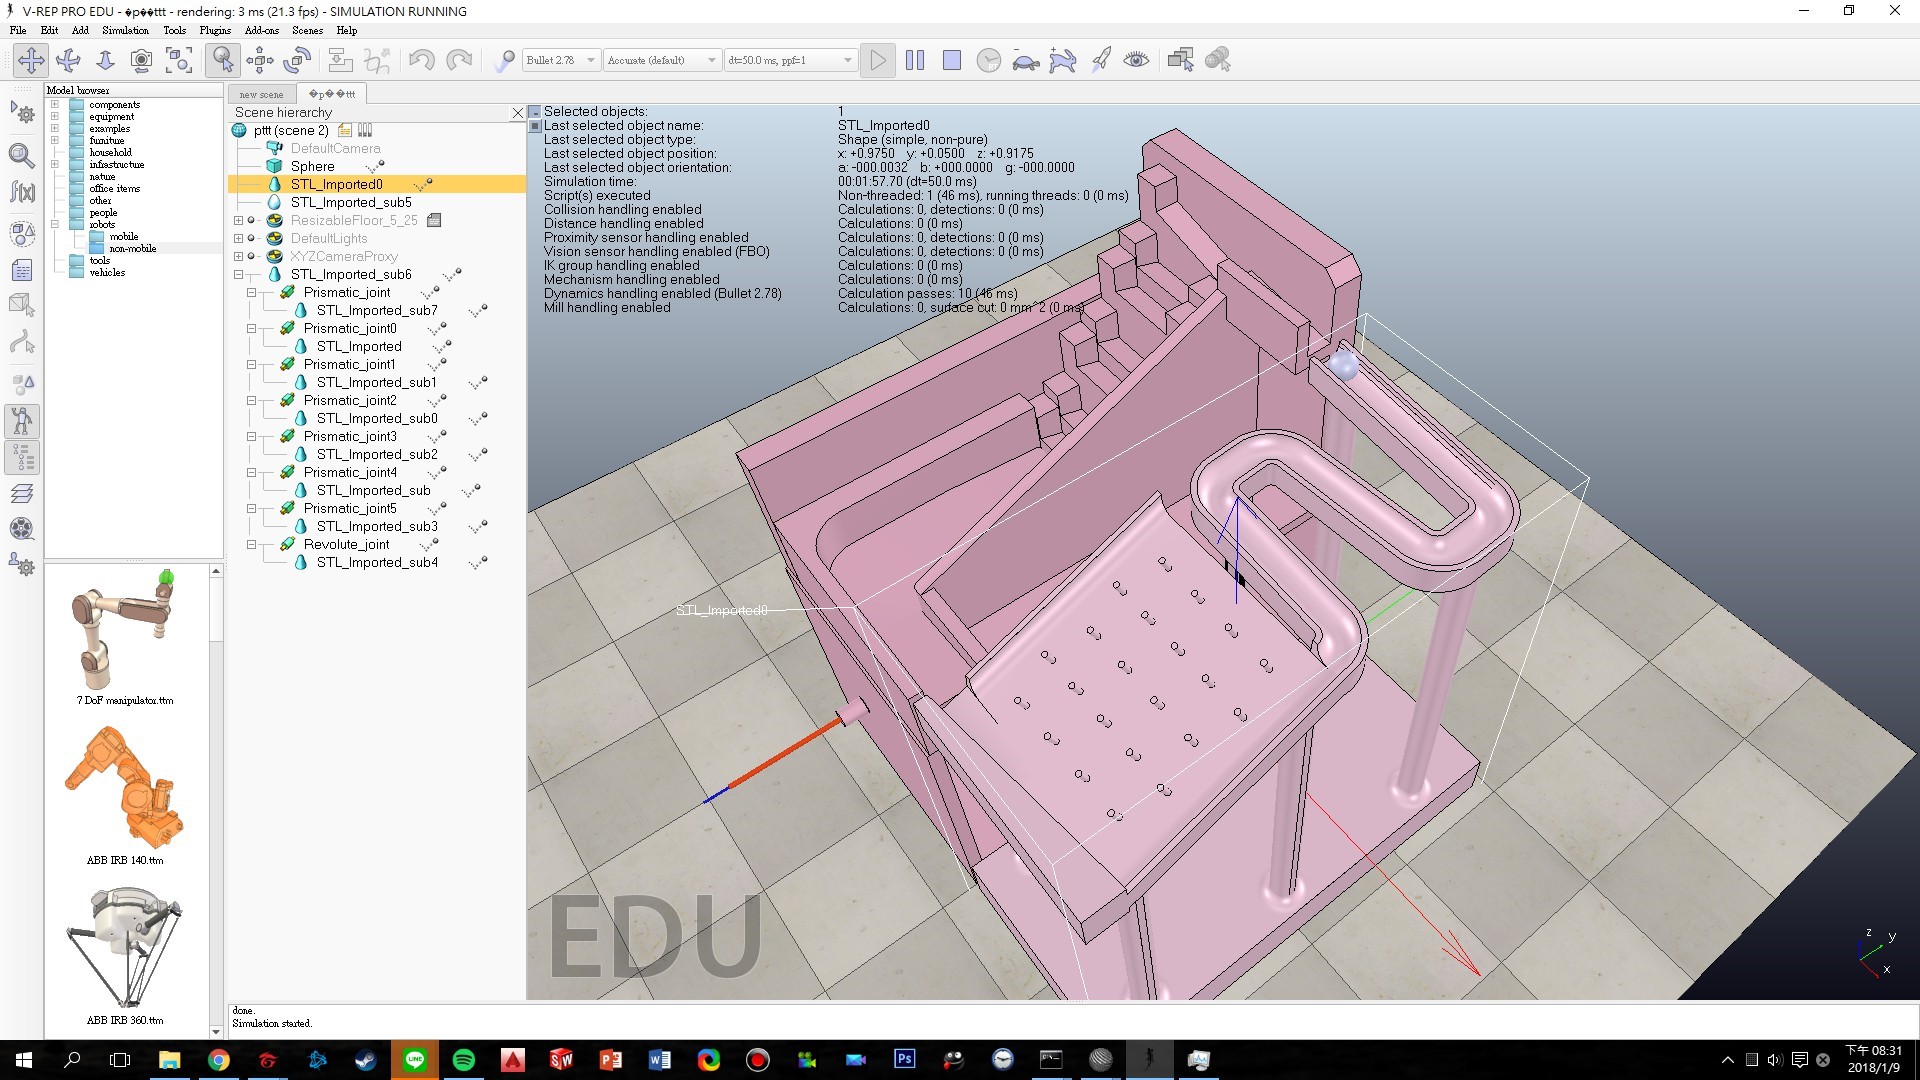 V-REP PRO EDU - �p��ttt - rendering: 3 ms (21.3 fps) - SIMULATION RUNNING
File Edit Add Simulation Tools Plugins Add-ons Scenes Help
Bullet 2.78 Accurate (default) dt=50.0 ms, ppf=1
Model browser
components
equipment
examples
furniture
household
infrastructure
nature
office items
other
people
robots
mobile
non-mobile
tools
vehicles
7 DoF manipulator.ttm
ABB IRB 140.ttm
ABB IRB 360.ttm
new scene �p��ttt
Scene hierarchy
pttt (scene 2)
DefaultCamera
Sphere
STL_Imported0
STL_Imported_sub5
ResizableFloor_5_25
DefaultLights
XYZCameraProxy
STL_Imported_sub6
Prismatic_joint
STL_Imported_sub7
Prismatic_joint0
STL_Imported
Prismatic_joint1
STL_Imported_sub1
Prismatic_joint2
STL_Imported_sub0
Prismatic_joint3
STL_Imported_sub2
Prismatic_joint4
STL_Imported_sub
Prismatic_joint5
STL_Imported_sub3
Revolute_joint
STL_Imported_sub4
Selected objects: 1
Last selected object name: STL_Imported0
Last selected object type: Shape (simple, non-pure)
Last selected object position: x: +0.9750 y: +0.0500 z: +0.9175
Last selected object orientation: a: -000.0032 b: +000.0000 g: -000.0000
Simulation time: 00:01:57.70 (dt=50.0 ms)
Script(s) executed Non-threaded: 1 (46 ms), running threads: 0 (0 ms)
Collision handling enabled Calculations: 0, detections: 0 (0 ms)
Distance handling enabled Calculations: 0 (0 ms)
Proximity sensor handling enabled Calculations: 0, detections: 0 (0 ms)
Vision sensor handling enabled (FBO) Calculations: 0, detections: 0 (0 ms)
IK group handling enabled Calculations: 0 (0 ms)
Mechanism handling enabled Calculations: 0 (0 ms)
Dynamics handling enabled (Bullet 2.78) Calculation passes: 10 (46 ms)
Mill handling enabled Calculations: 0, surface cut: 0 mm^2 (0 ms)
STL_Imported0
EDU
z
y
x
done.
Simulation started.
下午 08:31
2018/1/9